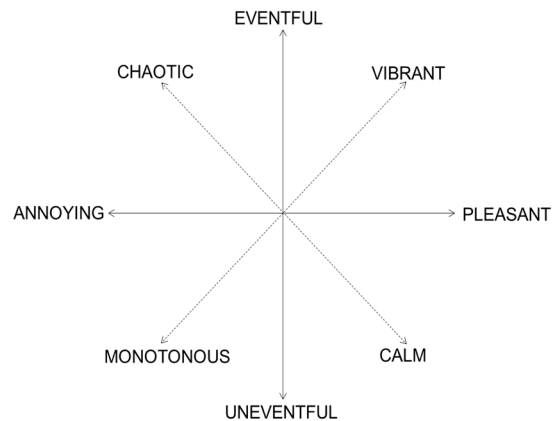 EVENTFUL
CHAOTIC
VIBRANT
ANNOYING
PLEASANT
MONOTONOUS
CALM
UNEVENTFUL